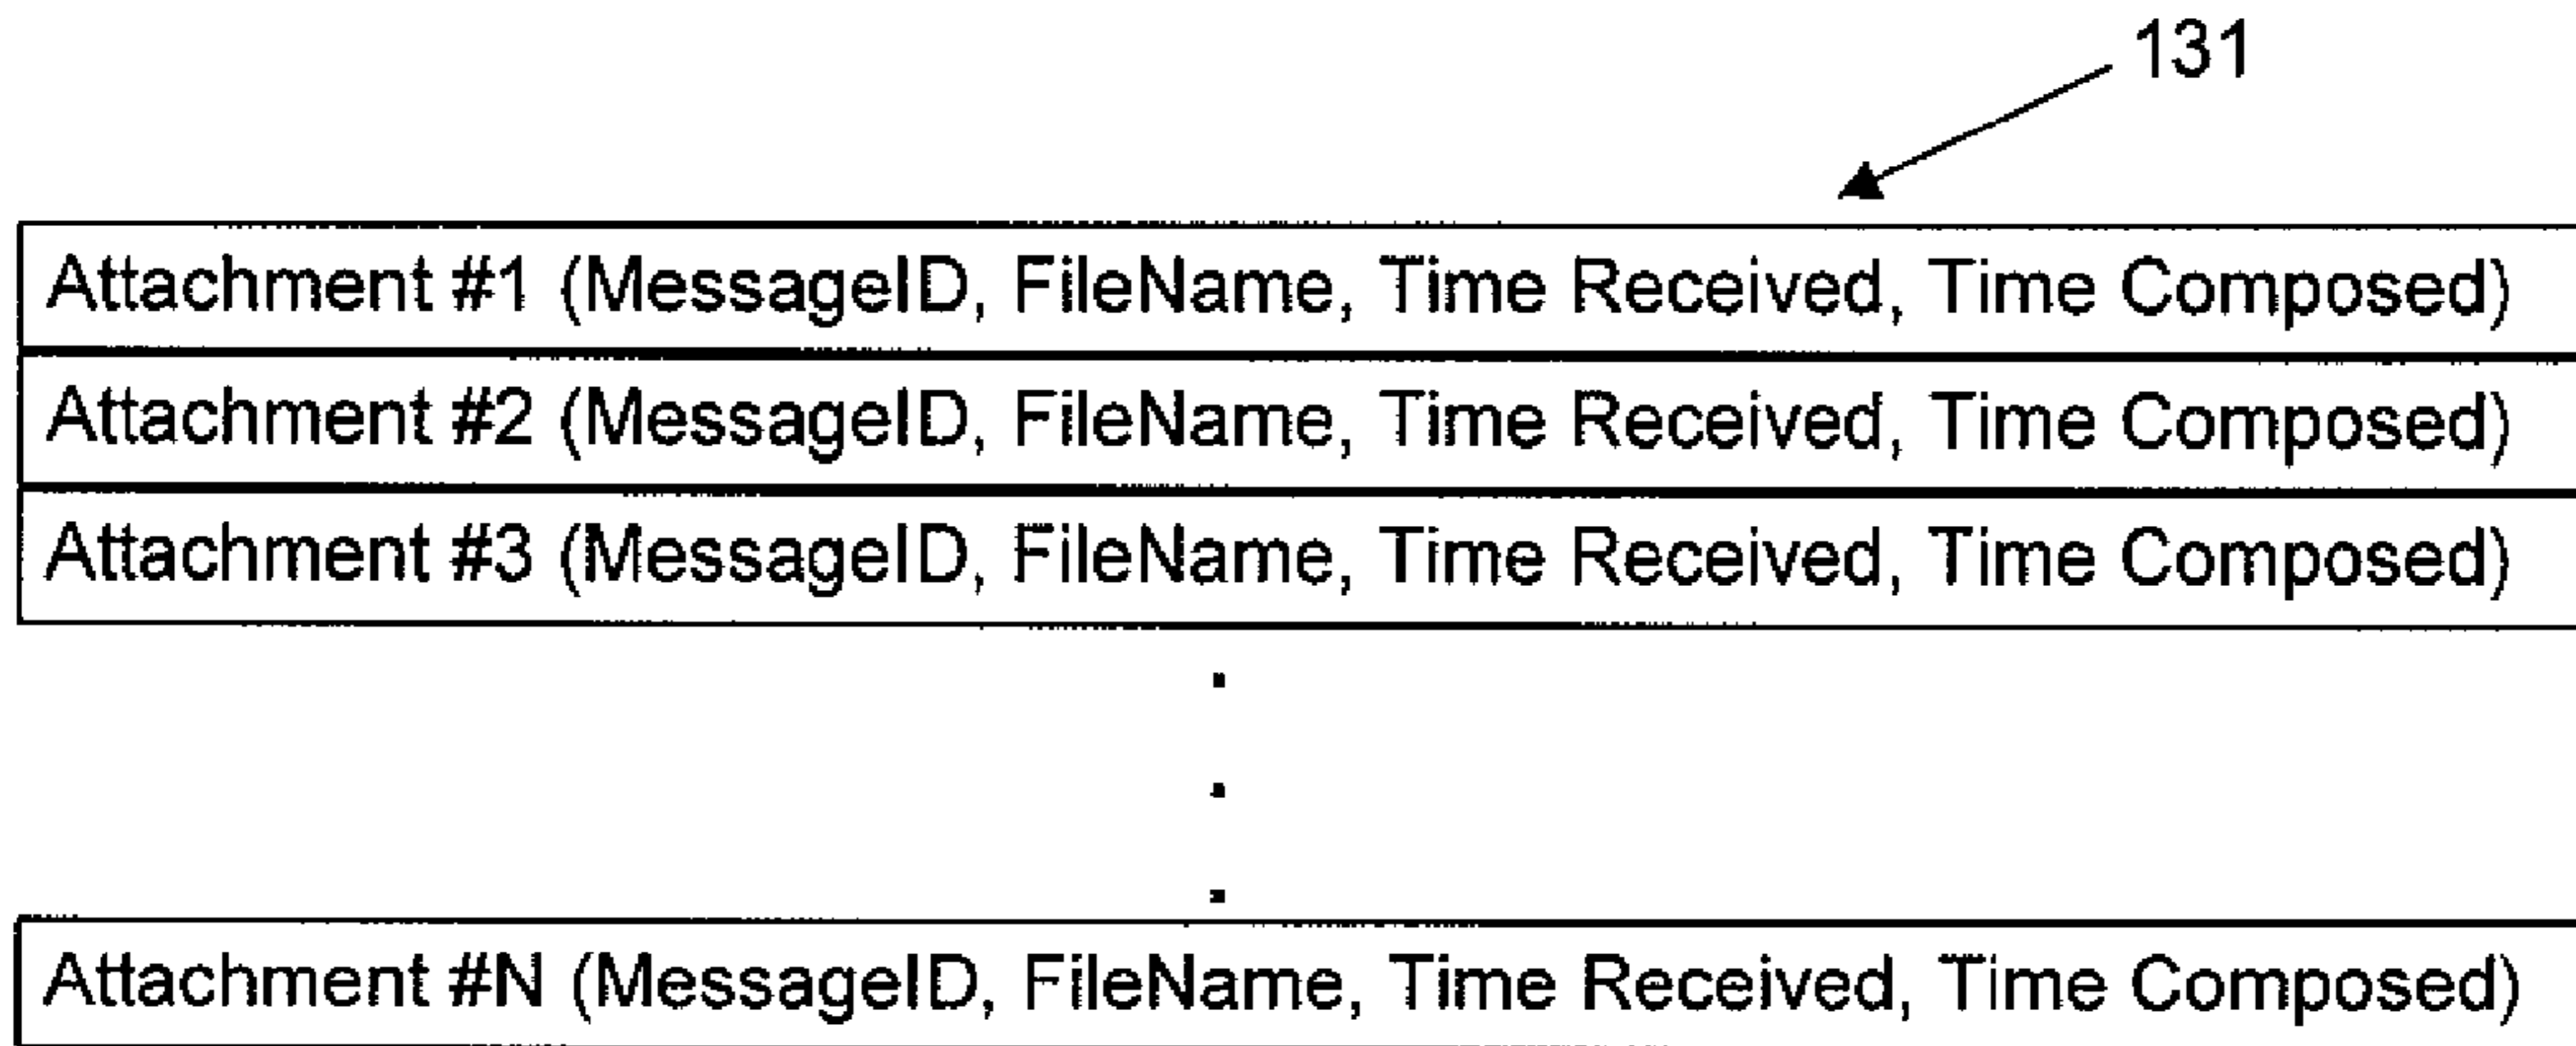 131
Attachment #1 (MessageID, FileName, Time Received, Time Composed)
Attachment #2 (MessageID, FileName, Time Received, Time Composed)
Attachment #3 (MessageID, FileName, Time Received, Time Composed)
.
.
.
Attachment #N (MessageID, FileName, Time Received, Time Composed)